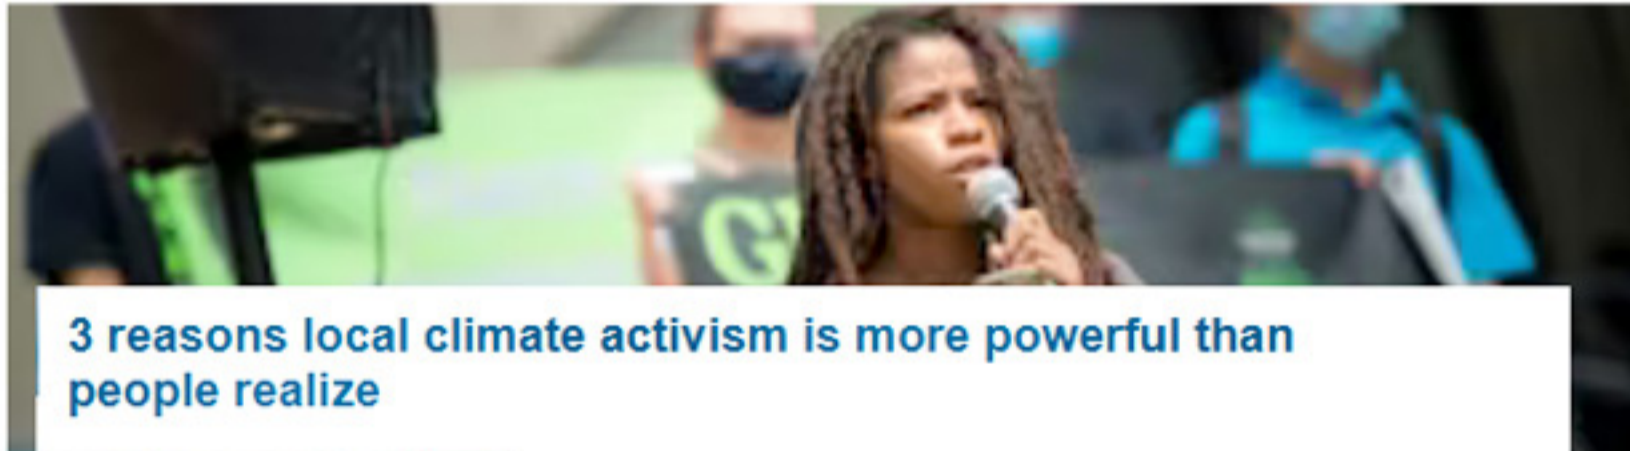 G
3 reasons local climate activism is more powerful than
people realize